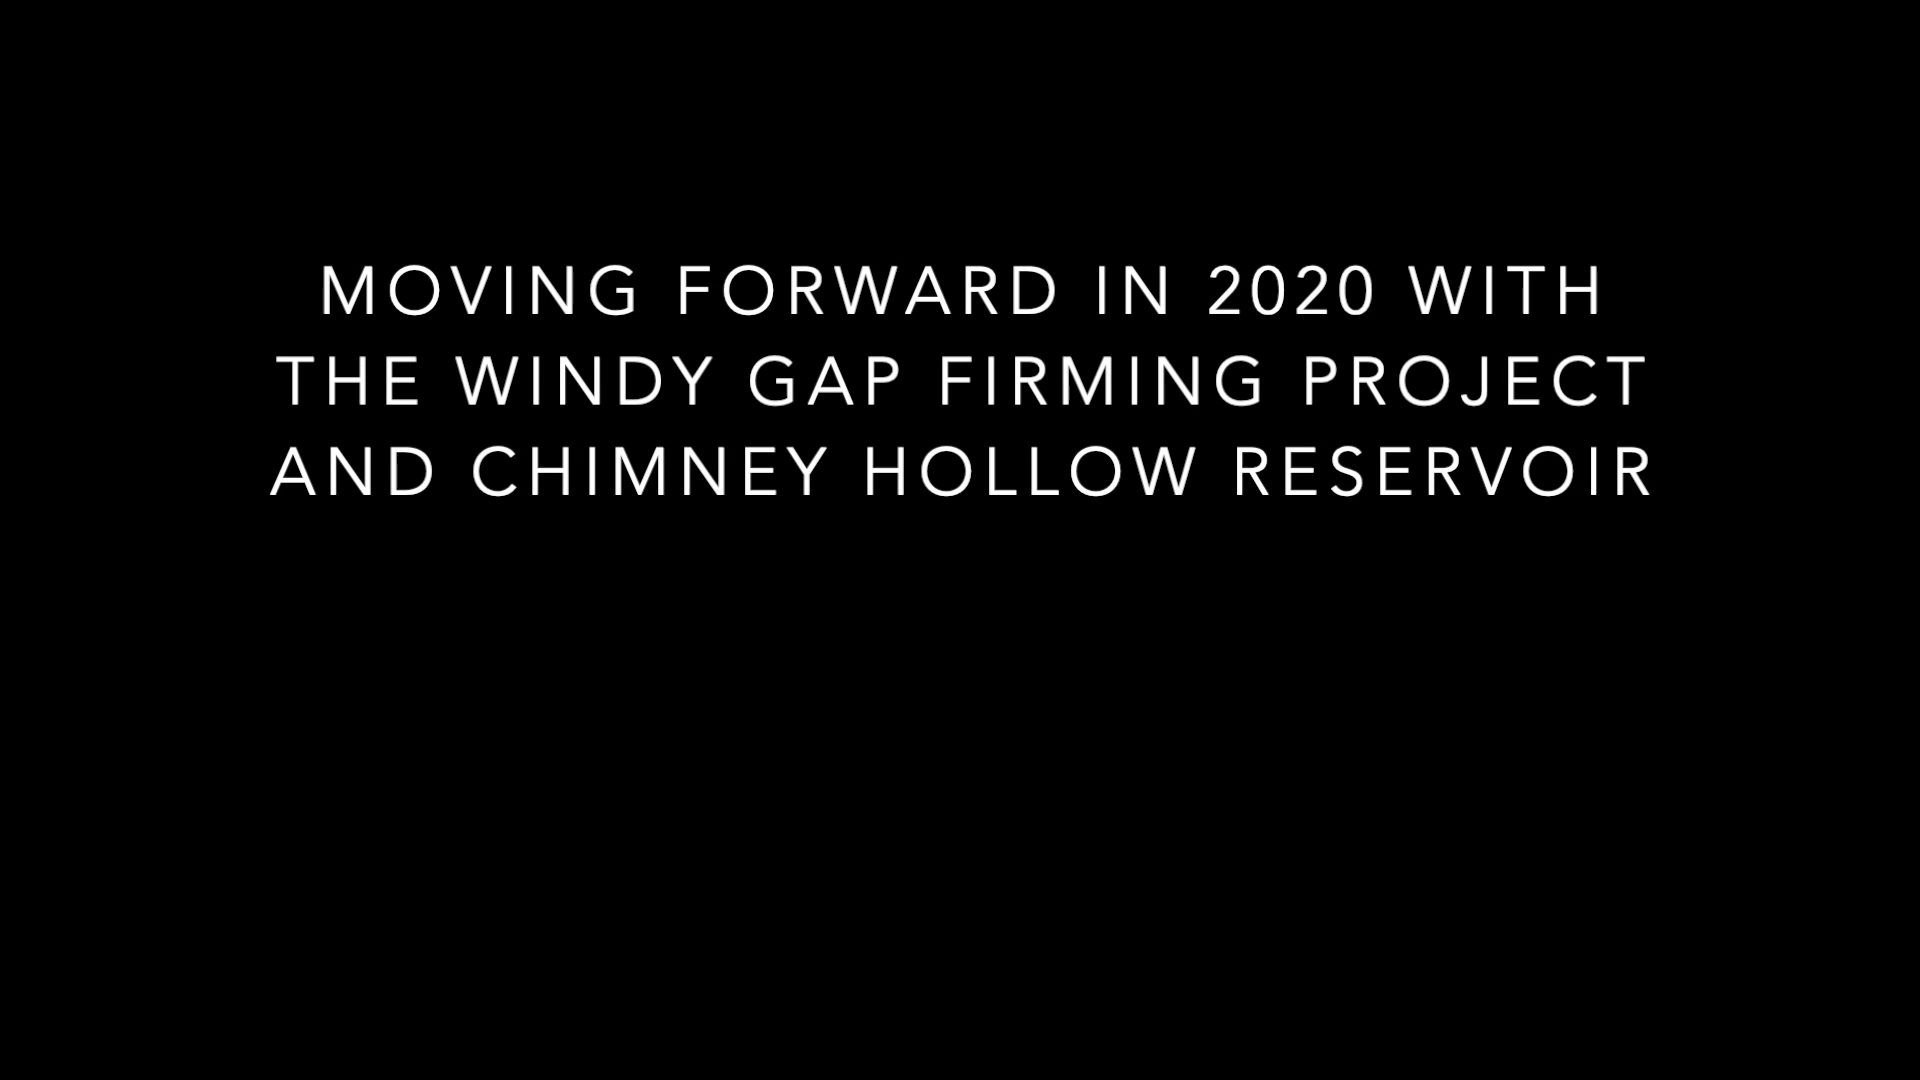 MOVING FORWARD IN 2020 WITH
THE WINDY GAP FIRMING PROJECT
AND CHIMNEY HOLLOW RESERVOIR